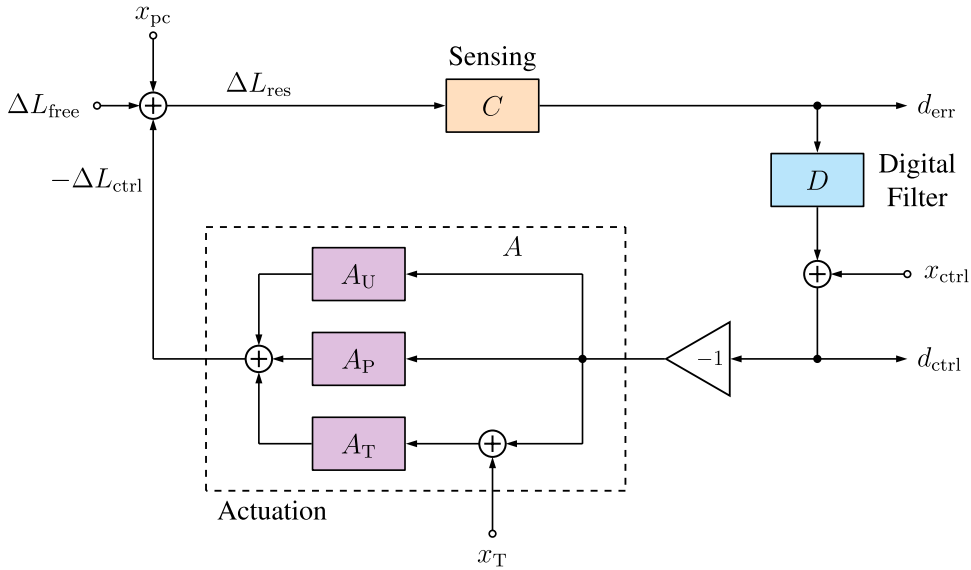 x_pc
ΔL_free
ΔL_res
Sensing
C
d_err
−ΔL_ctrl
D
Digital
Filter
x_ctrl
A
A_U
A_P
A_T
−1
d_ctrl
Actuation
x_T